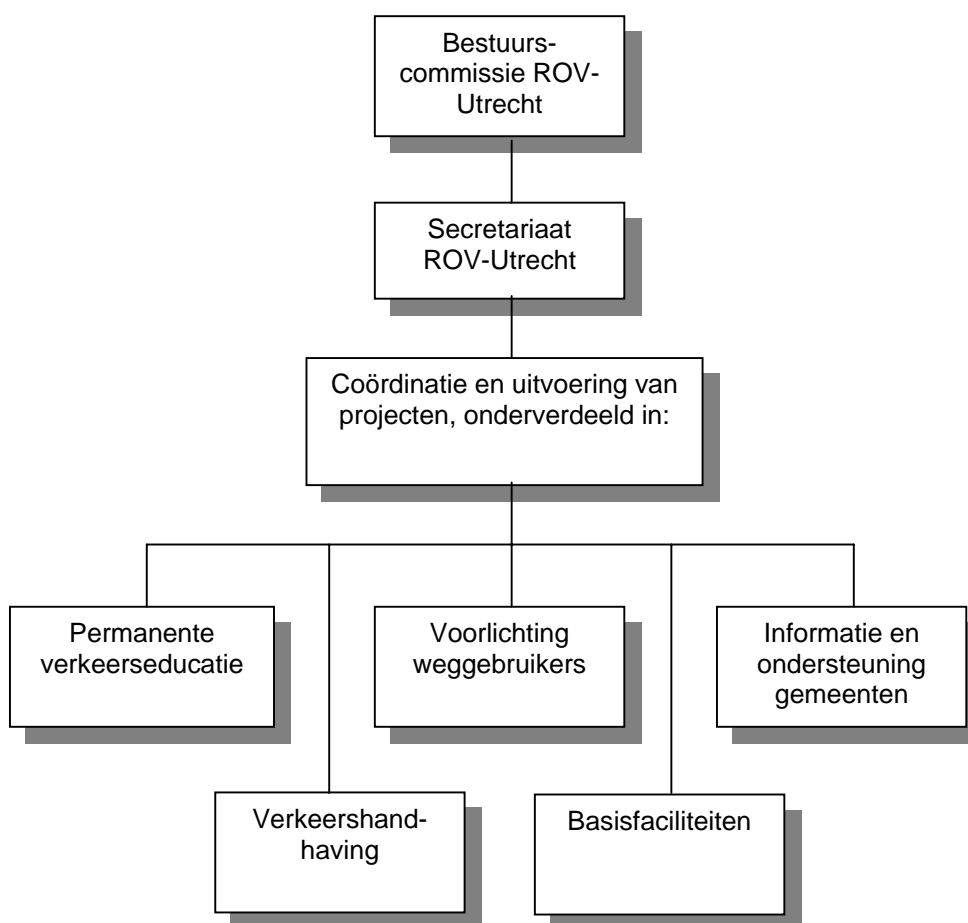 Bestuurs-
commissie ROV-
Utrecht
Secretariaat
ROV-Utrecht
Coördinatie en uitvoering van
projecten, onderverdeeld in:
Permanente
verkeerseducatie
Voorlichting
weggebruikers
Informatie en
ondersteuning
gemeenten
Verkeershand-
having
Basisfaciliteiten